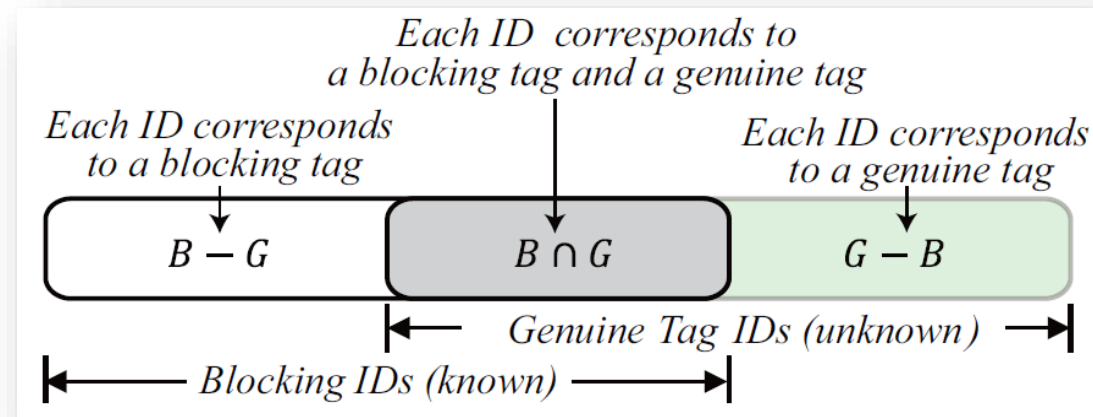 Each ID corresponds to
a blocking tag and a genuine tag
Each ID corresponds
to a blocking tag
Each ID corresponds
to a genuine tag
B − G
B ∩ G
G − B
Genuine Tag IDs (unknown)
Blocking IDs (known)